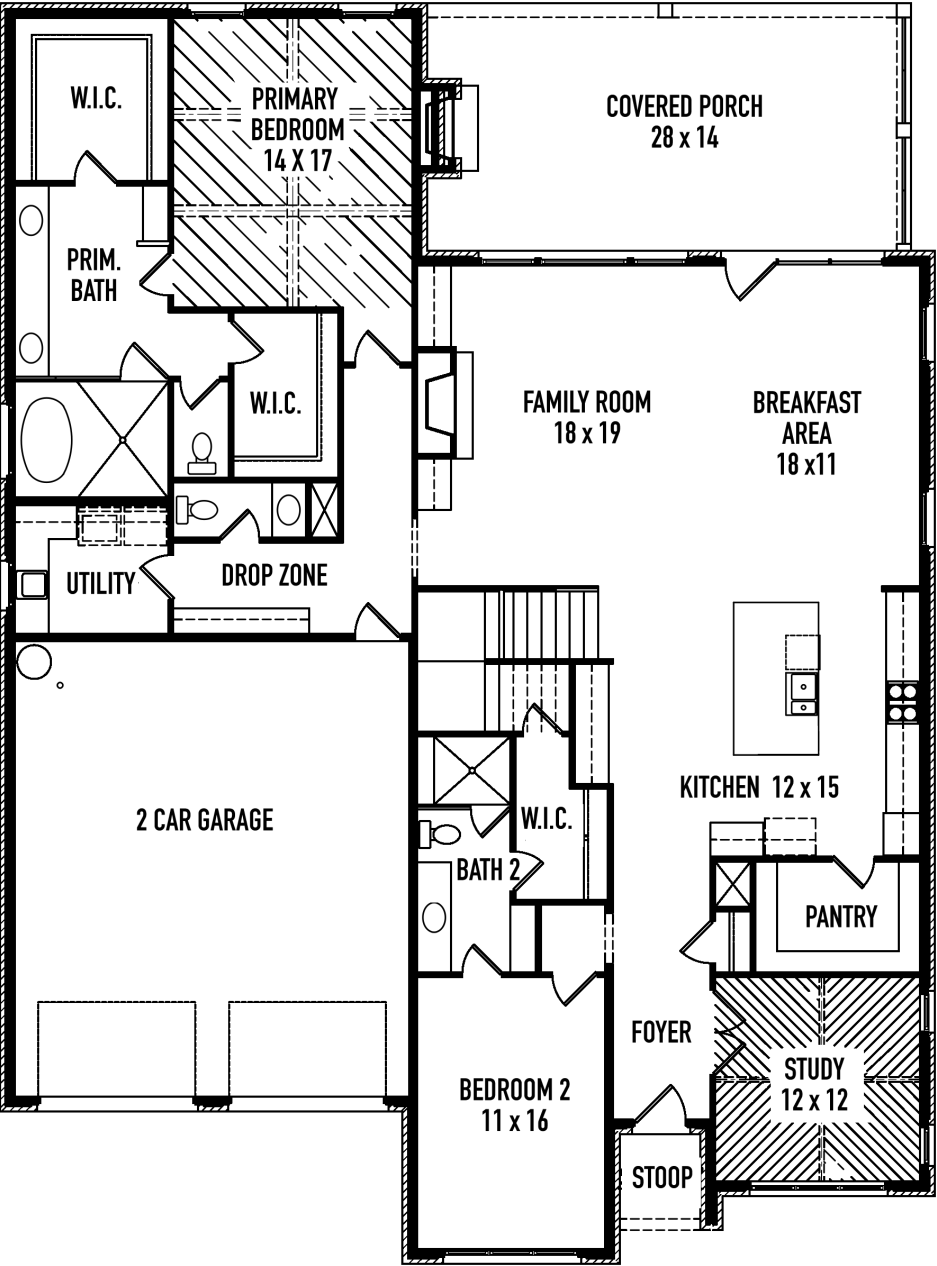 W.I.C.
PRIMARY
BEDROOM
14 X 17
COVERED PORCH
28 x 14
PRIM.
BATH
W.I.C.
FAMILY ROOM
18 x 19
BREAKFAST
AREA
18 x11
UTILITY
DROP ZONE
KITCHEN 12 x 15
2 CAR GARAGE
W.I.C.
BATH 2
PANTRY
FOYER
STUDY
12 x 12
BEDROOM 2
11 x 16
STOOP